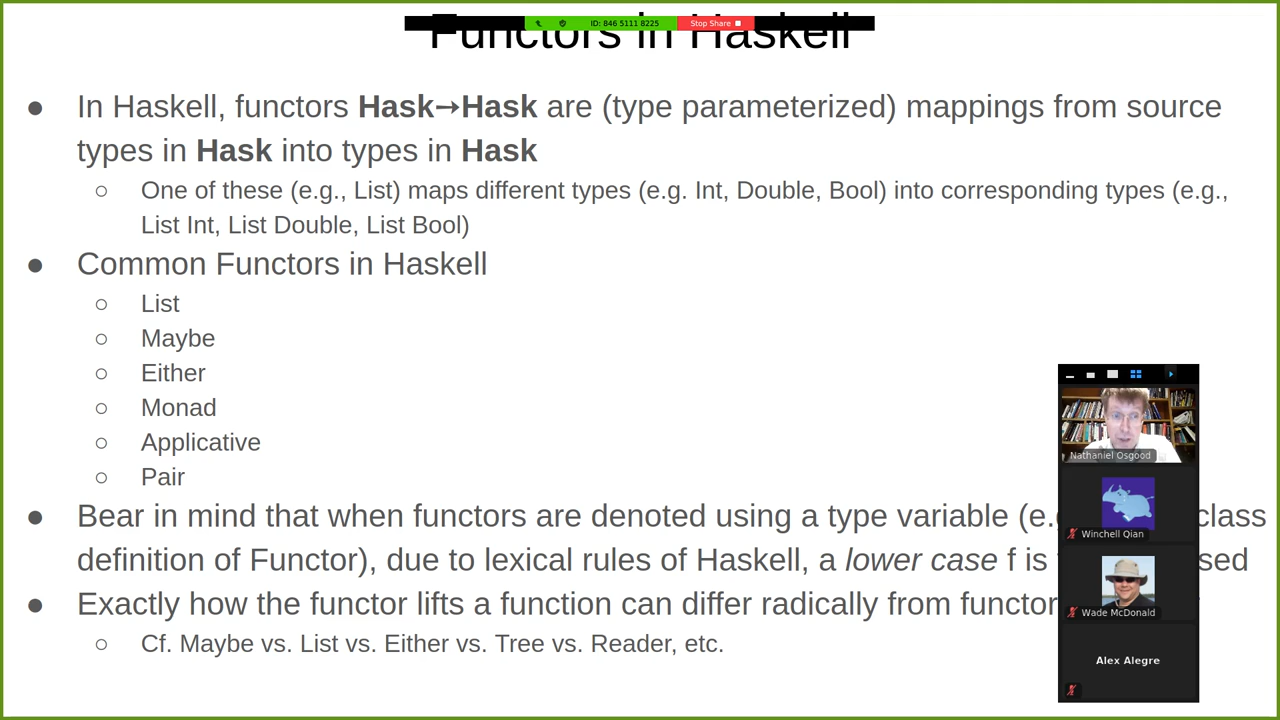 ID: 846 5111 8225
Stop Share
Functors in Haskell
● In Haskell, functors Hask→Hask are (type parameterized) mappings from source
types in Hask into types in Hask
○ One of these (e.g., List) maps different types (e.g. Int, Double, Bool) into corresponding types (e.g.,
List Int, List Double, List Bool)
● Common Functors in Haskell
○ List
○ Maybe
○ Either
○ Monad
○ Applicative
○ Pair
● Bear in mind that when functors are denoted using a type variable (e.g class
definition of Functor), due to lexical rules of Haskell, a lower case f is
● Exactly how the functor lifts a function can differ radically from functor
○ Cf. Maybe vs. List vs. Either vs. Tree vs. Reader, etc.
Nathaniel Osgood
Winchell Qian
Wade McDonald
Alex Alegre